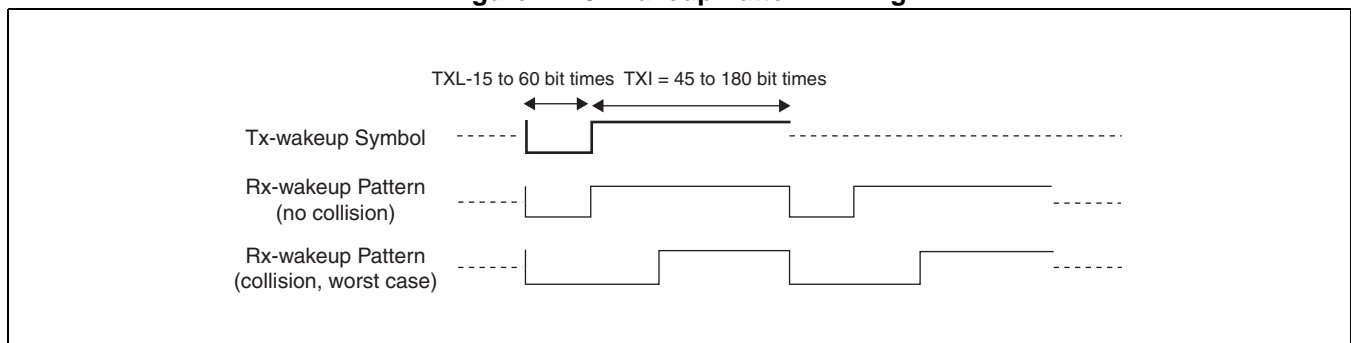 TXL-15 to 60 bit times TXI = 45 to 180 bit times
Tx-wakeup Symbol
Rx-wakeup Pattern
(no collision)
Rx-wakeup Pattern
(collision, worst case)